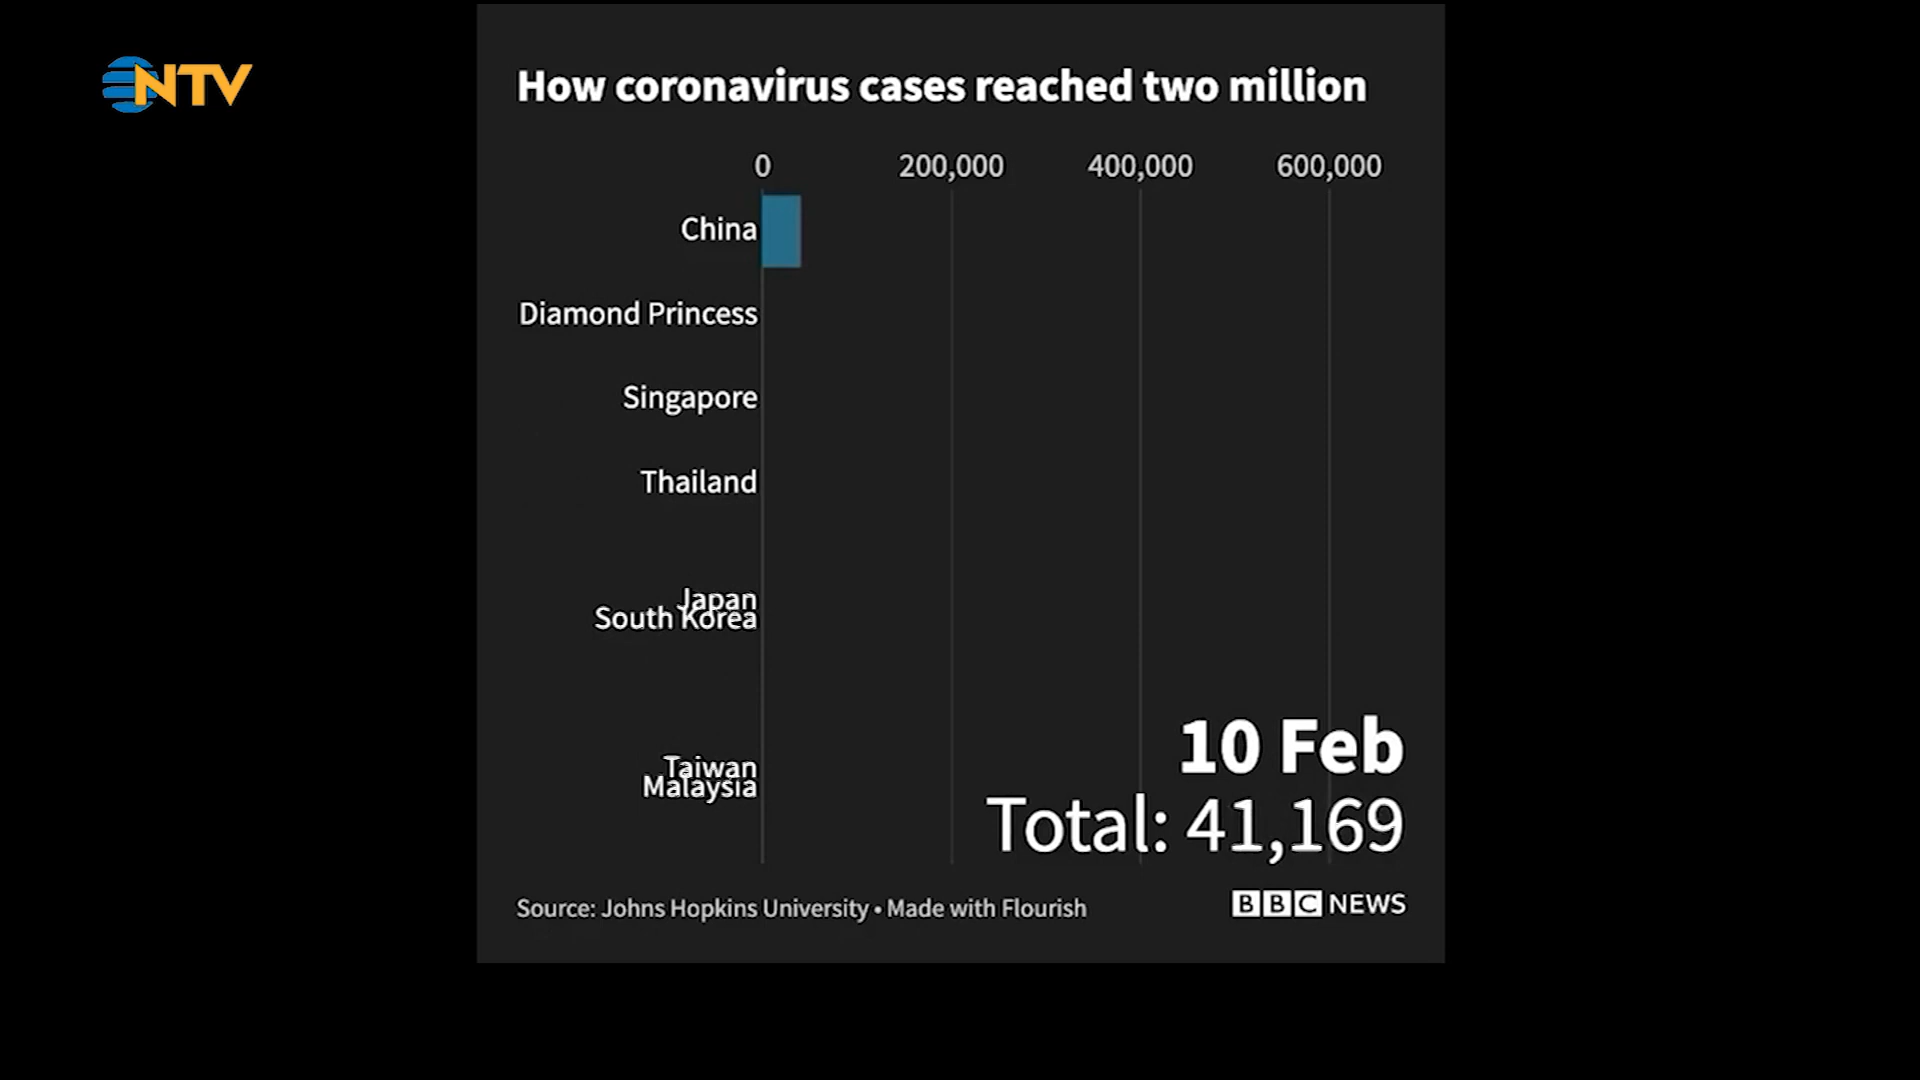 NTV
How coronavirus cases reached two million
0 200,000 400,000 600,000
China
Diamond Princess
Singapore
Thailand
Japan
South Korea
Taiwan
Malaysia
10 Feb
Total: 41,169
Source: Johns Hopkins University • Made with Flourish
BBC NEWS